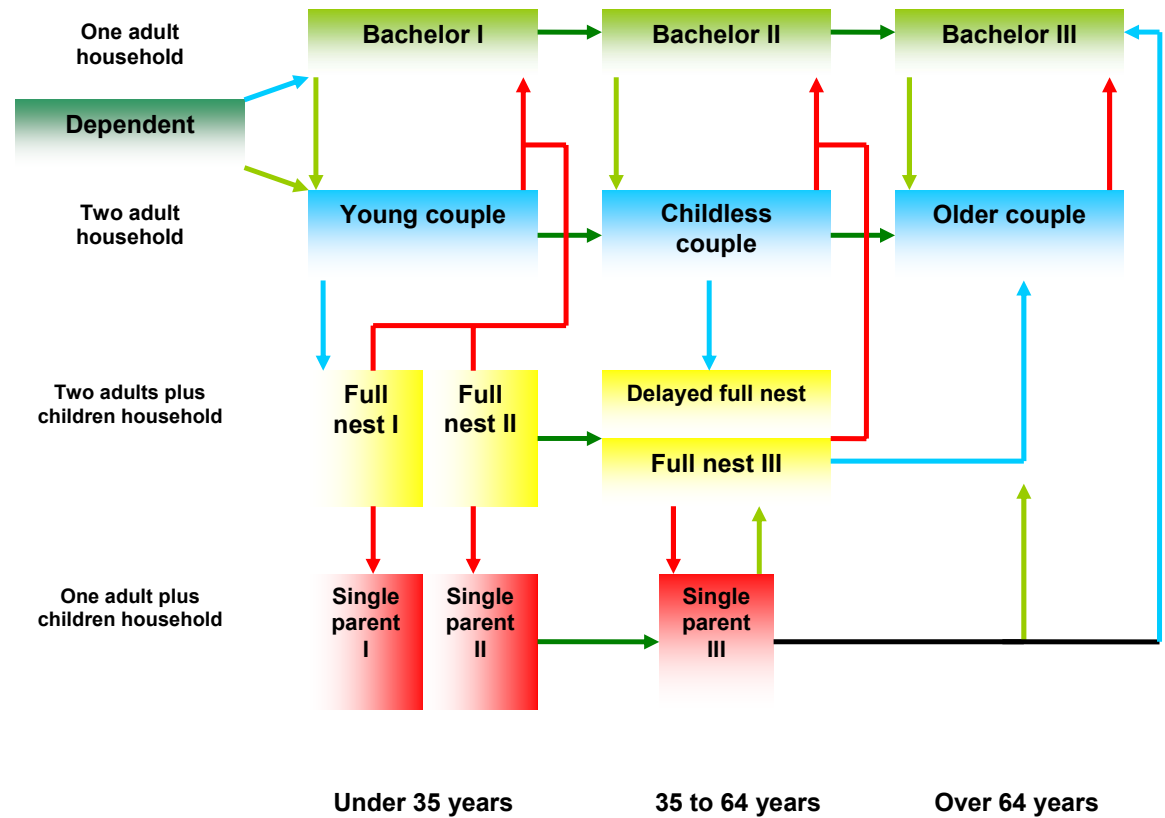 One adult
household
Bachelor I
Bachelor II
Bachelor III
Dependent
Two adult
household
Young couple
Childless
couple
Older couple
Two adults plus
children household
Full
nest I
Full
nest II
Delayed full nest
Full nest III
One adult plus
children household
Single
parent
I
Single
parent
II
Single
parent
III
Under 35 years
35 to 64 years
Over 64 years